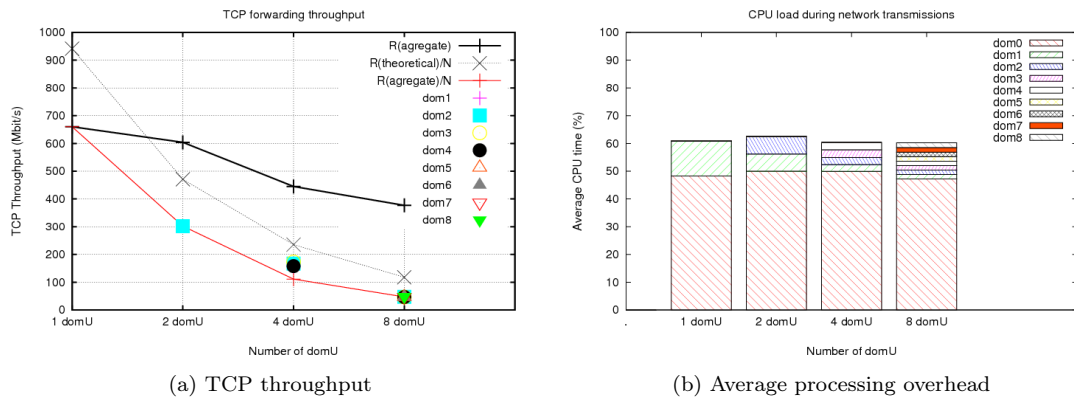 TCP forwarding throughput
1000
900
800
700
600
500
400
300
200
100
0
TCP Throughput (Mbit/s)
R(agregate)
R(theoretical)/N
R(agregate)/N
dom1
dom2
dom3
dom4
dom5
dom6
dom7
dom8
1 domU 2 domU 4 domU 8 domU
Number of domU
(a) TCP throughput
CPU load during network transmissions
100
90
80
70
60
50
40
30
20
10
0
Average CPU time (%)
dom0
dom1
dom2
dom3
dom4
dom5
dom6
dom7
dom8
. 1 domU 2 domU 4 domU 8 domU .
Number of domU
(b) Average processing overhead